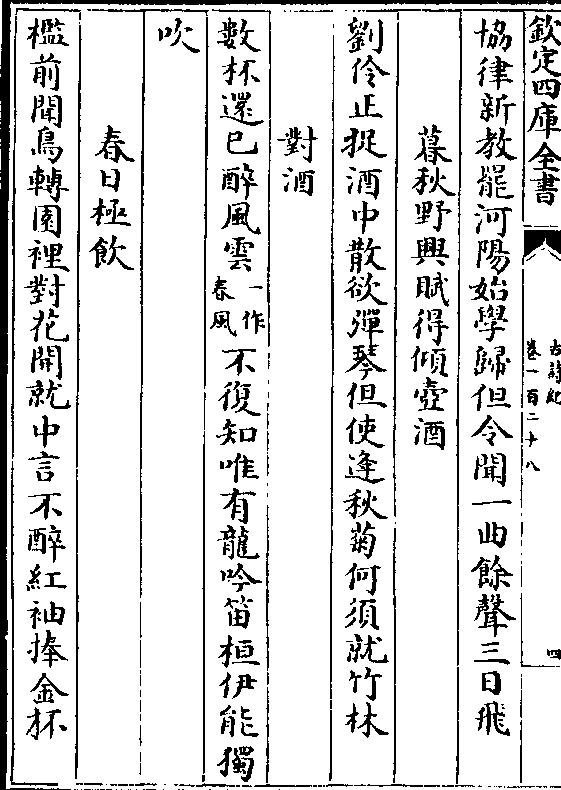 欽定四庫全書
古詩紀
卷一百二十八
四
協律新教罷河陽始學歸但令聞一曲餘聲三日飛
暮秋野興賦得傾壺酒
劉伶正捉酒中散欲彈琴但使逢秋菊何須就竹林
對酒
數杯還已醉風雲一作春風不復知唯有龍吟笛桓伊能獨
吹
春日極飲
檻前聞鳥轉園裡對花開就中言不醉紅袖捧金杯